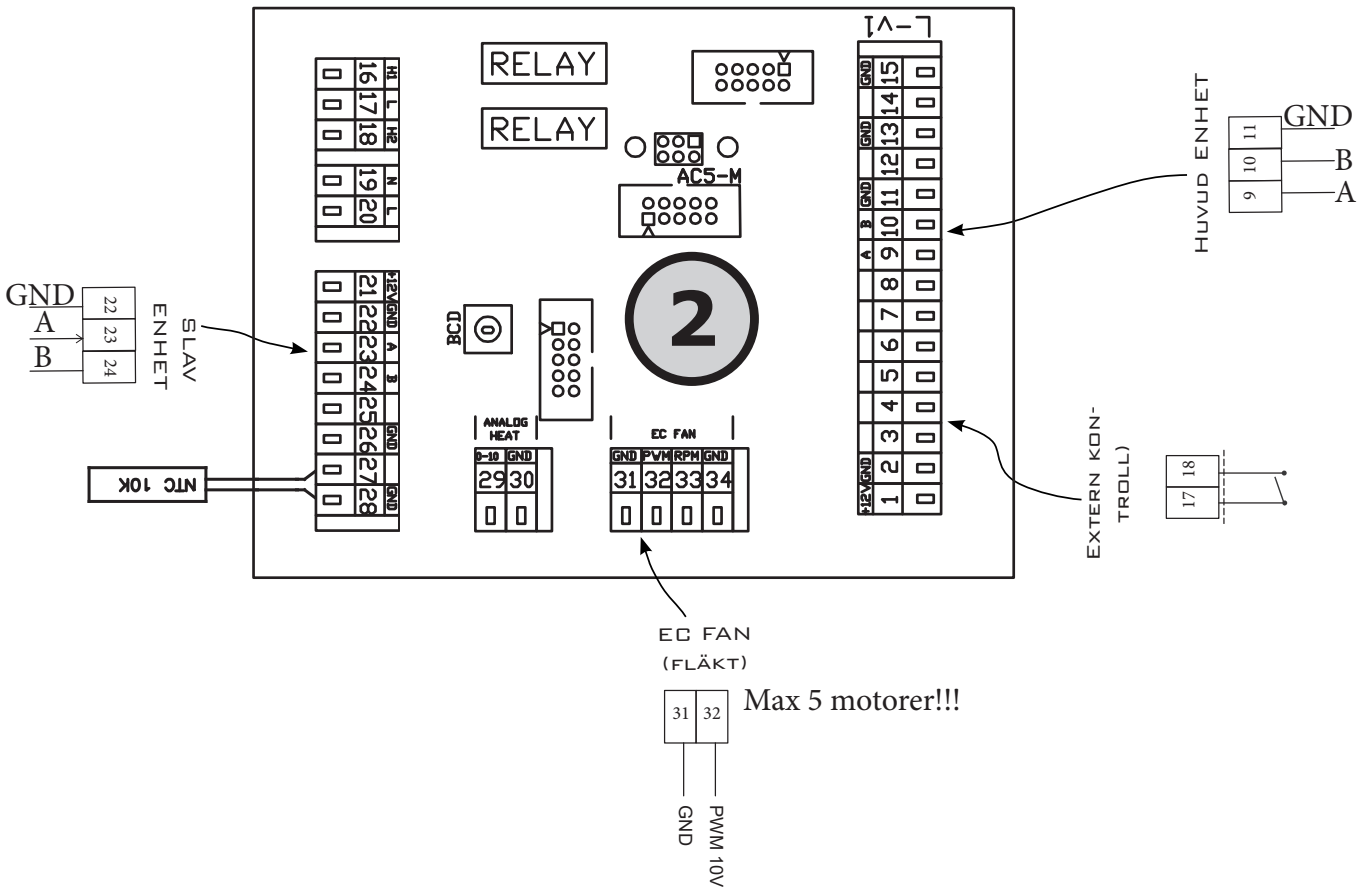 L-v1
RELAY
RELAY
AC5-M
BCD
0
2
16 H1
17 L
18 H2
19 N
20 L
21 +12V
22 GND
23 A
24 B
25
26 GND
27
28 GND
GND 15
14
GND 13
12
GND 11
B 10
A 9
8
7
6
5
4
3
GND 2
+12V 1
HUVUD ENHET
11 GND
10 B
9 A
GND 22
A 23
B 24
SLAV
ENHET
NTC 10K
ANALOG
HEAT
0-10 GND
29 30
EC FAN
GND PWM RPM GND
31 32 33 34
EXTERN KON-
TROLL
18
17
EC FAN
(FLÄKT)
31 32
Max 5 motorer!!!
GND
PWM 10V